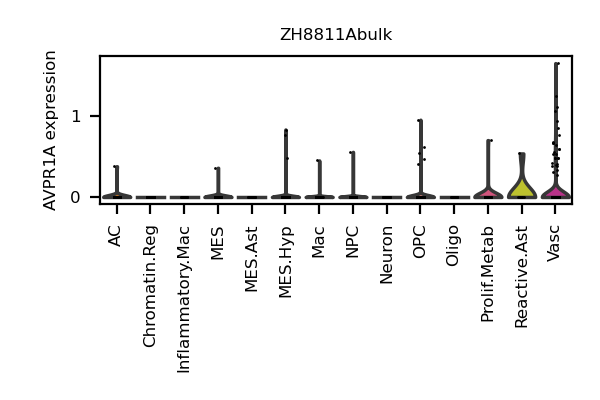 ZH8811Abulk
AVPR1A expression
1
0
AC
Chromatin.Reg
Inflammatory.Mac
MES
MES.Ast
MES.Hyp
Mac
NPC
Neuron
OPC
Oligo
Prolif.Metab
Reactive.Ast
Vasc